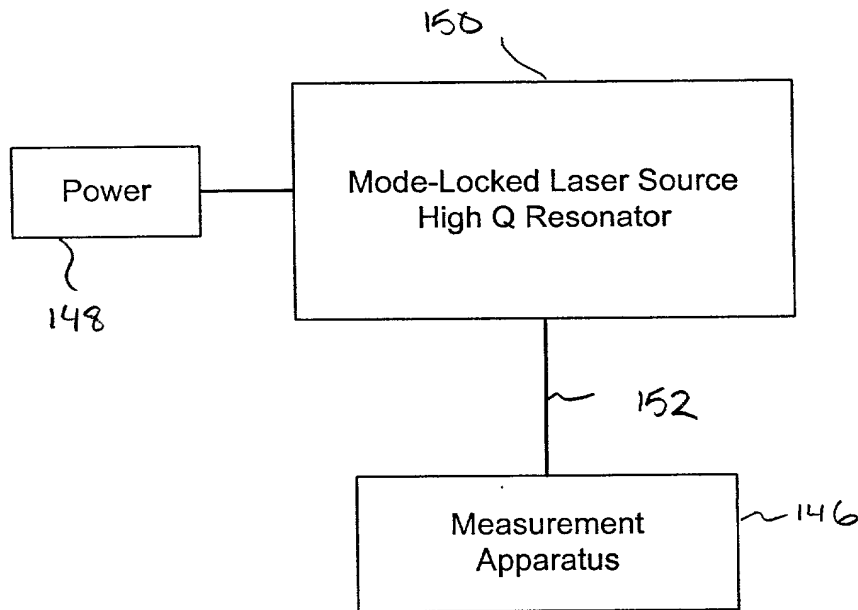 150
Power
Mode-Locked Laser Source
High Q Resonator
148
152
Measurement
Apparatus
146